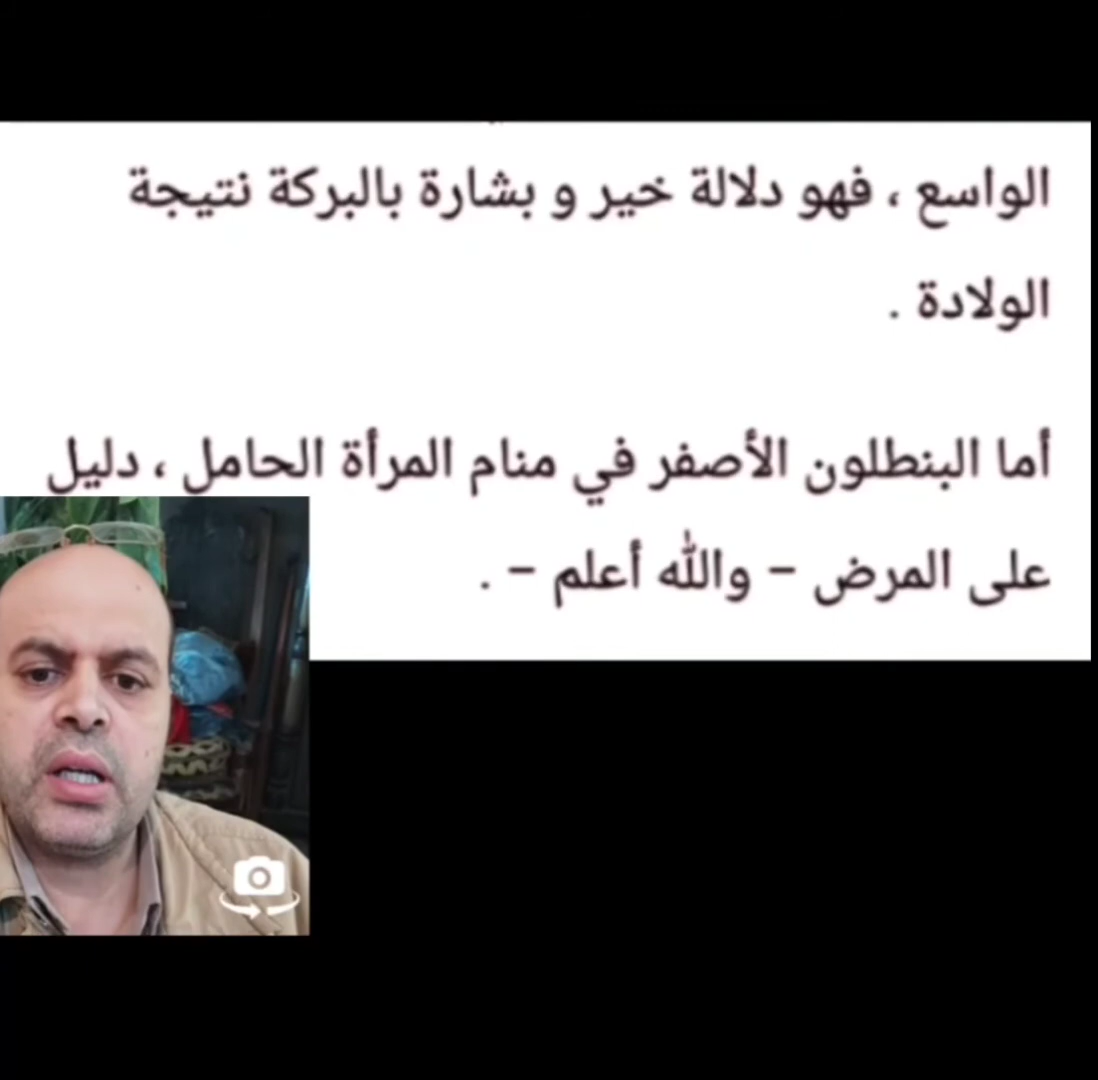 الواسع ، فهو دلالة خير و بشارة بالبركة نتيجة
الولادة .
أما البنطلون الأصفر في منام المرأة الحامل ، دليل
على المرض – والله أعلم – .